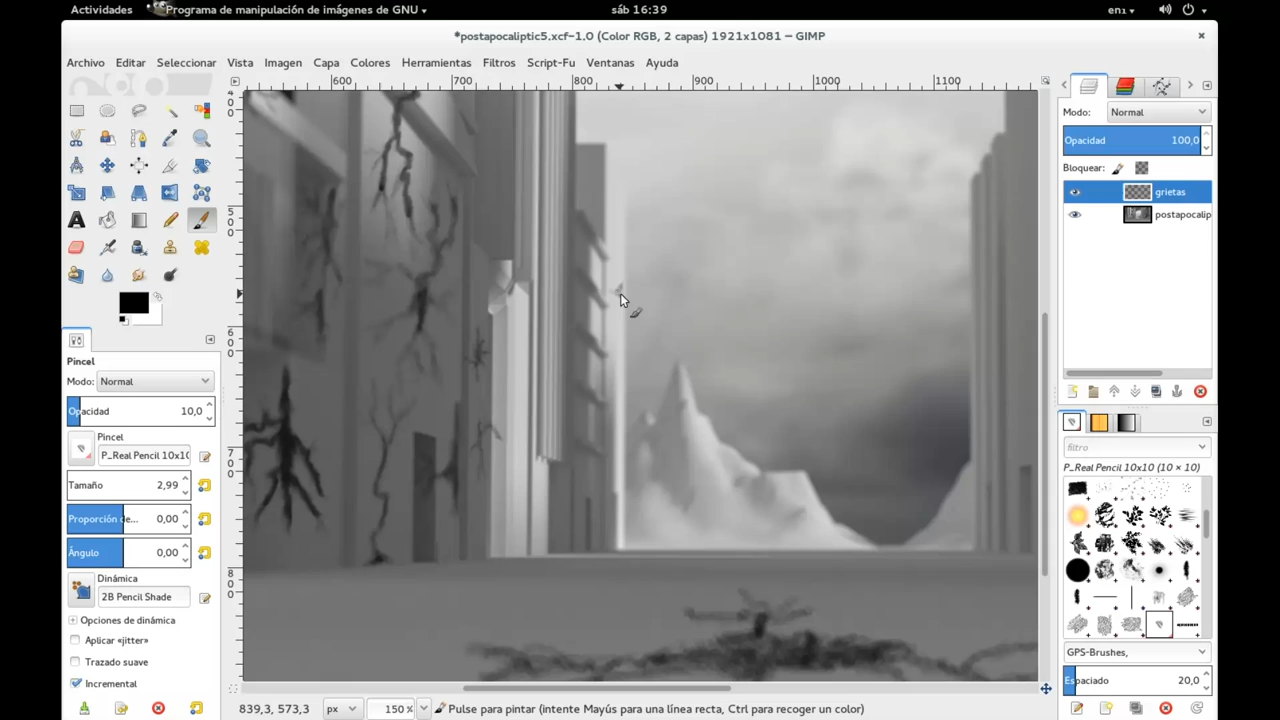 Actividades Programa de manipulación de imágenes de GNU sáb 16:39 en₁
*postapocaliptic5.xcf-1.0 (Color RGB, 2 capas) 1921x1081 – GIMP
Archivo Editar Seleccionar Vista Imagen Capa Colores Herramientas Filtros Script-Fu Ventanas Ayuda
600 700 800 900 1000 1100
400
500
600
700
800
Modo: Normal
Opacidad 100,0
Bloquear:
grietas
postapocalip
Pincel
Modo: Normal
Opacidad 10,0
Pincel
P_Real Pencil 10x10
Tamaño 2,99
Proporción de... 0,00
Ángulo 0,00
Dinámica
2B Pencil Shade
Opciones de dinámica
Aplicar «jitter»
Trazado suave
Incremental
filtro
P_Real Pencil 10x10 (10 × 10)
GPS-Brushes,
Espaciado 20,0
839,3, 573,3 px 150 % Pulse para pintar (intente Mayús para una línea recta, Ctrl para recoger un color)